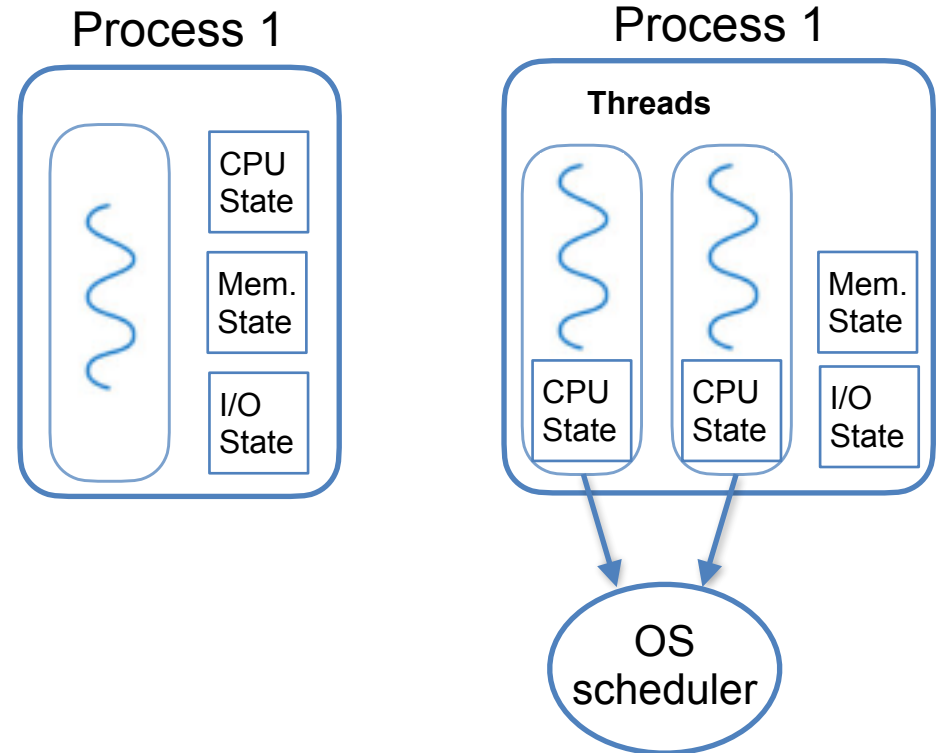 Process 1
CPU
State
Mem.
State
I/O
State
Process 1
Threads
CPU
State
CPU
State
Mem.
State
I/O
State
OS
scheduler